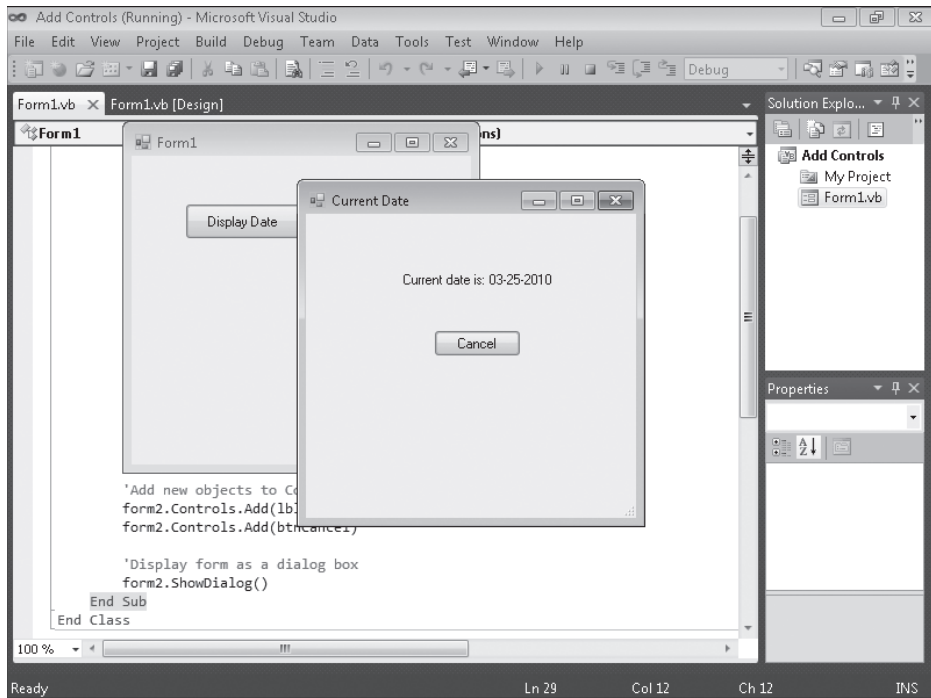 Add Controls (Running) - Microsoft Visual Studio
File Edit View Project Build Debug Team Data Tools Test Window Help
Debug
Form1.vb Form1.vb [Design]
Solution Explo...
Form1
ns)
Add Controls
My Project
Form1.vb
Form1
Display Date
Current Date
Current date is: 03-25-2010
Cancel
Properties
'Add new objects to
form2.Controls.Add(
form2.Controls.Add(btnCancel)
'Display form as a dialog box
form2.ShowDialog()
End Sub
End Class
100 %
Ready Ln 29 Col 12 Ch 12 INS